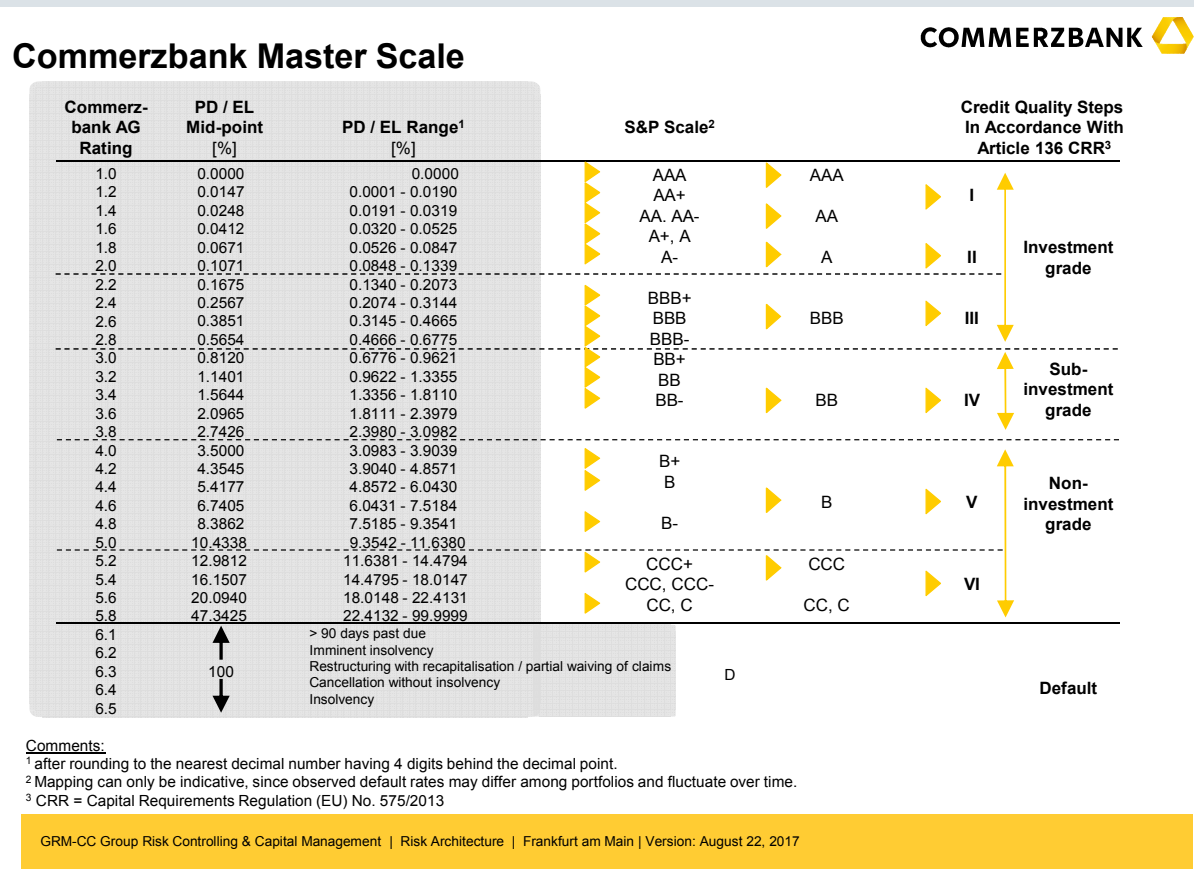 COMMERZBANK
Commerzbank Master Scale
Commerz- PD / EL Credit Quality Steps
bank AG Mid-point PD / EL Range¹ S&P Scale² In Accordance With
Rating [%] [%] Article 136 CRR³
1.0 0.0000 0.0000 AAA AAA
1.2 0.0147 0.0001 - 0.0190 AA+ I
1.4 0.0248 0.0191 - 0.0319 AA. AA- AA
1.6 0.0412 0.0320 - 0.0525 A+, A
1.8 0.0671 0.0526 - 0.0847 A- A II Investment
2.0 0.1071 0.0848 - 0.1339 grade
2.2 0.1675 0.1340 - 0.2073
2.4 0.2567 0.2074 - 0.3144 BBB+
2.6 0.3851 0.3145 - 0.4665 BBB BBB III
2.8 0.5654 0.4666 - 0.6775 BBB-
3.0 0.8120 0.6776 - 0.9621 BB+
3.2 1.1401 0.9622 - 1.3355 BB Sub-
3.4 1.5644 1.3356 - 1.8110 BB- BB IV investment
3.6 2.0965 1.8111 - 2.3979 grade
3.8 2.7426 2.3980 - 3.0982
4.0 3.5000 3.0983 - 3.9039 B+
4.2 4.3545 3.9040 - 4.8571
4.4 5.4177 4.8572 - 6.0430 B Non-
4.6 6.7405 6.0431 - 7.5184 B V investment
4.8 8.3862 7.5185 - 9.3541 B- grade
5.0 10.4338 9.3542 - 11.6380
5.2 12.9812 11.6381 - 14.4794 CCC+ CCC
5.4 16.1507 14.4795 - 18.0147 CCC, CCC- VI
5.6 20.0940 18.0148 - 22.4131 CC, C CC, C
5.8 47.3425 22.4132 - 99.9999
6.1 > 90 days past due
6.2 Imminent insolvency
6.3 100 Restructuring with recapitalisation / partial waiving of claims D
6.4 Cancellation without insolvency Default
6.5 Insolvency
Comments:
¹ after rounding to the nearest decimal number having 4 digits behind the decimal point.
² Mapping can only be indicative, since observed default rates may differ among portfolios and fluctuate over time.
³ CRR = Capital Requirements Regulation (EU) No. 575/2013
GRM-CC Group Risk Controlling & Capital Management | Risk Architecture | Frankfurt am Main | Version: August 22, 2017